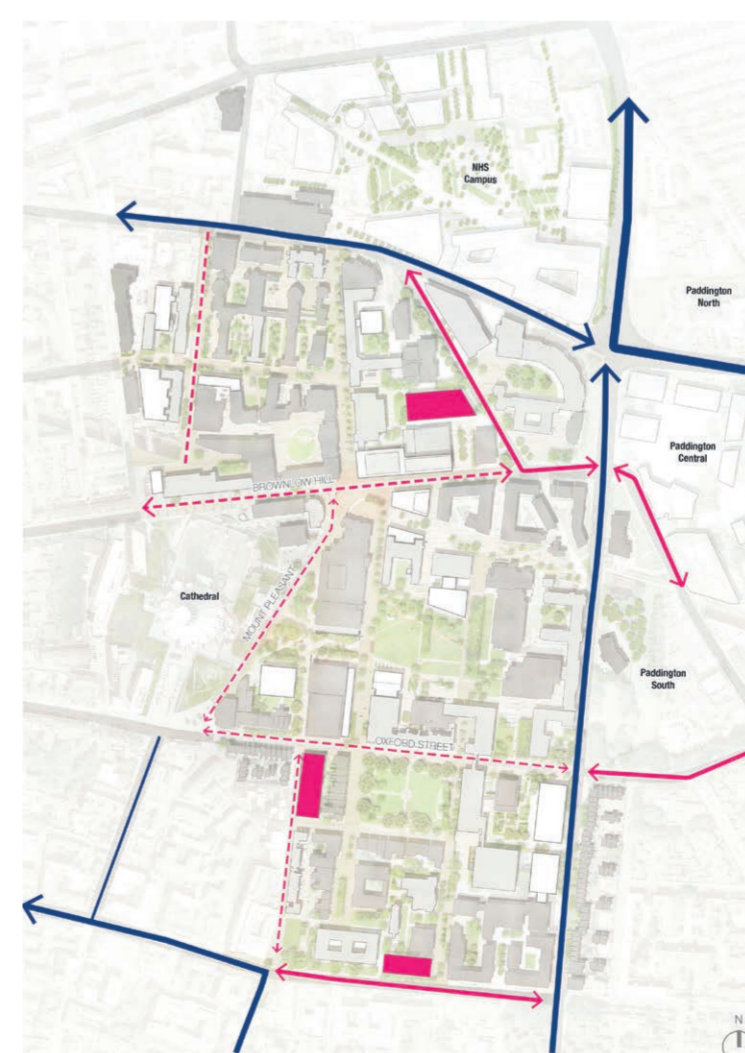 NHS
Campus
Paddington
North
Paddington
Central
BROWNLOW HILL
Cathedral
MOUNT PLEASANT
Paddington
South
OXFORD STREET
N